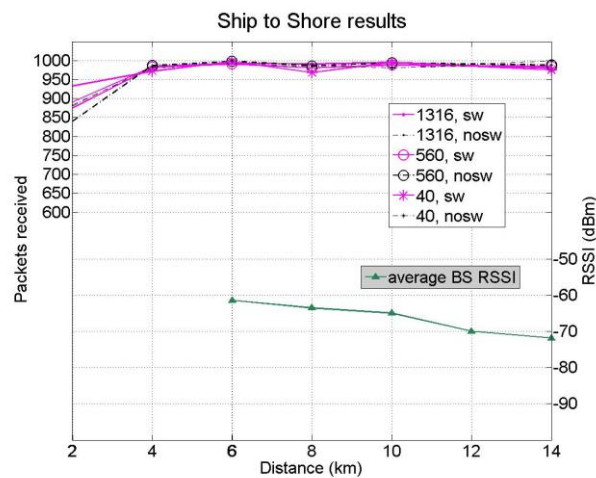 Ship to Shore results
1000
950
900
850
800
750
700
650
600
Packets received
1316, sw
1316, nosw
560, sw
560, nosw
40, sw
40, nosw
average BS RSSI
-50
-60
-70
-80
-90
RSSI (dBm)
2 4 6 8 10 12 14
Distance (km)